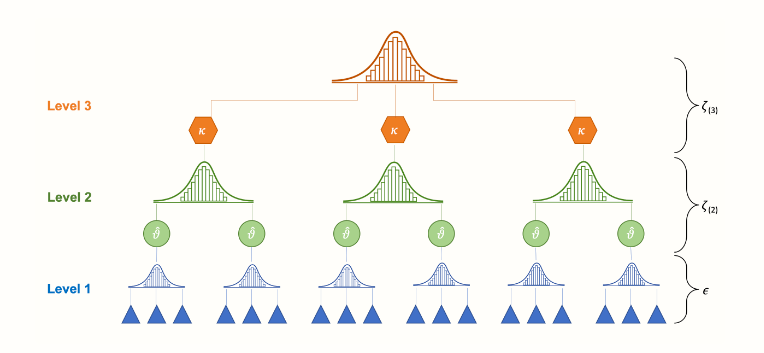 Level 3
κ κ κ
ζ(3)
Level 2
ϑ̂ ϑ̂ ϑ̂ ϑ̂ ϑ̂ ϑ̂
ζ(2)
Level 1
ϵ